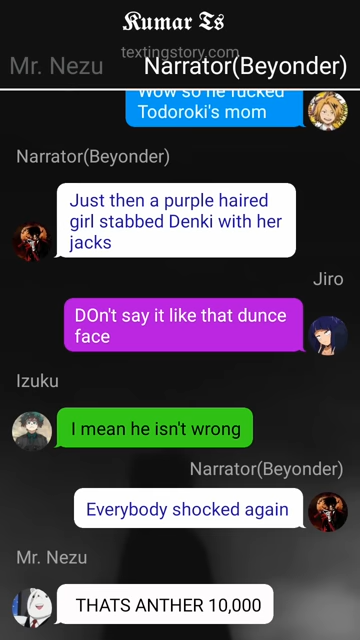 Kumar Ts
textingstory.com
Mr. Nezu Narrator(Beyonder)
Wow so he fucked
Todoroki's mom
Narrator(Beyonder)
Just then a purple haired
girl stabbed Denki with her
jacks
Jiro
DOn't say it like that dunce
face
Izuku
I mean he isn't wrong
Narrator(Beyonder)
Everybody shocked again
Mr. Nezu
THATS ANTHER 10,000